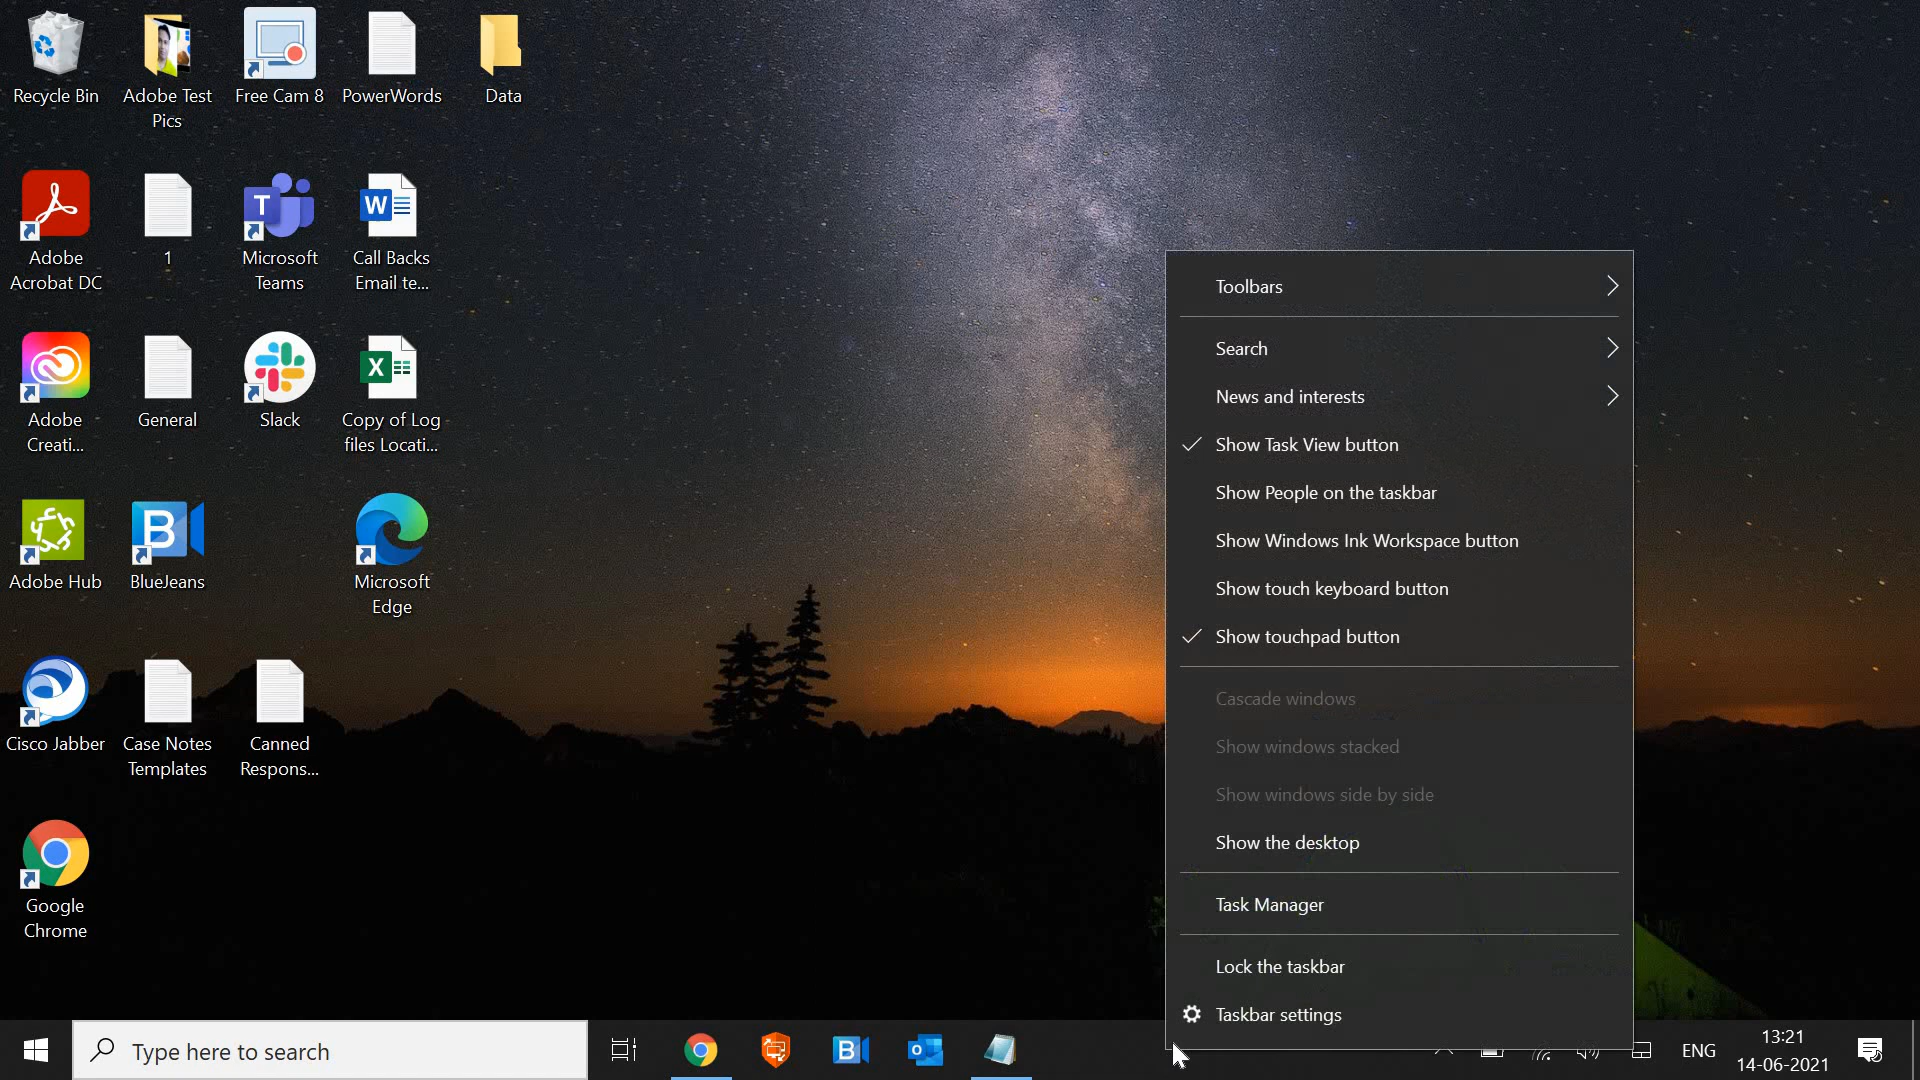 Recycle Bin
Adobe Test
Pics
Free Cam 8
PowerWords
Data
Adobe
Acrobat DC
1
Microsoft
Teams
Call Backs
Email te...
Adobe
Creati...
General
Slack
Copy of Log
files Locati...
Adobe Hub
BlueJeans
Microsoft
Edge
Cisco Jabber
Case Notes
Templates
Canned
Respons...
Google
Chrome
Toolbars
Search
News and interests
Show Task View button
Show People on the taskbar
Show Windows Ink Workspace button
Show touch keyboard button
Show touchpad button
Cascade windows
Show windows stacked
Show windows side by side
Show the desktop
Task Manager
Lock the taskbar
Taskbar settings
Type here to search
ENG
13:21
14-06-2021